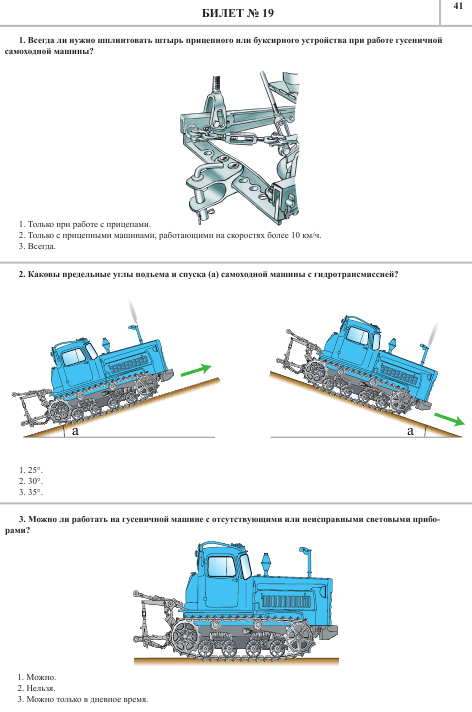 41
БИЛЕТ № 19
1. Всегда ли нужно шплинтовать штырь прицепного или буксирного устройства при работе гусеничной
самоходной машины?
1. Только при работе с прицепами.
2. Только с прицепными машинами, работающими на скоростях более 10 км/ч.
3. Всегда.
2. Каковы предельные углы подъема и спуска (а) самоходной машины с гидротрансмиссией?
a
a
1. 25°.
2. 30°.
3. 35°.
3. Можно ли работать на гусеничной машине с отсутствующими или неисправными световыми прибо-
рами?
1. Можно.
2. Нельзя.
3. Можно только в дневное время.